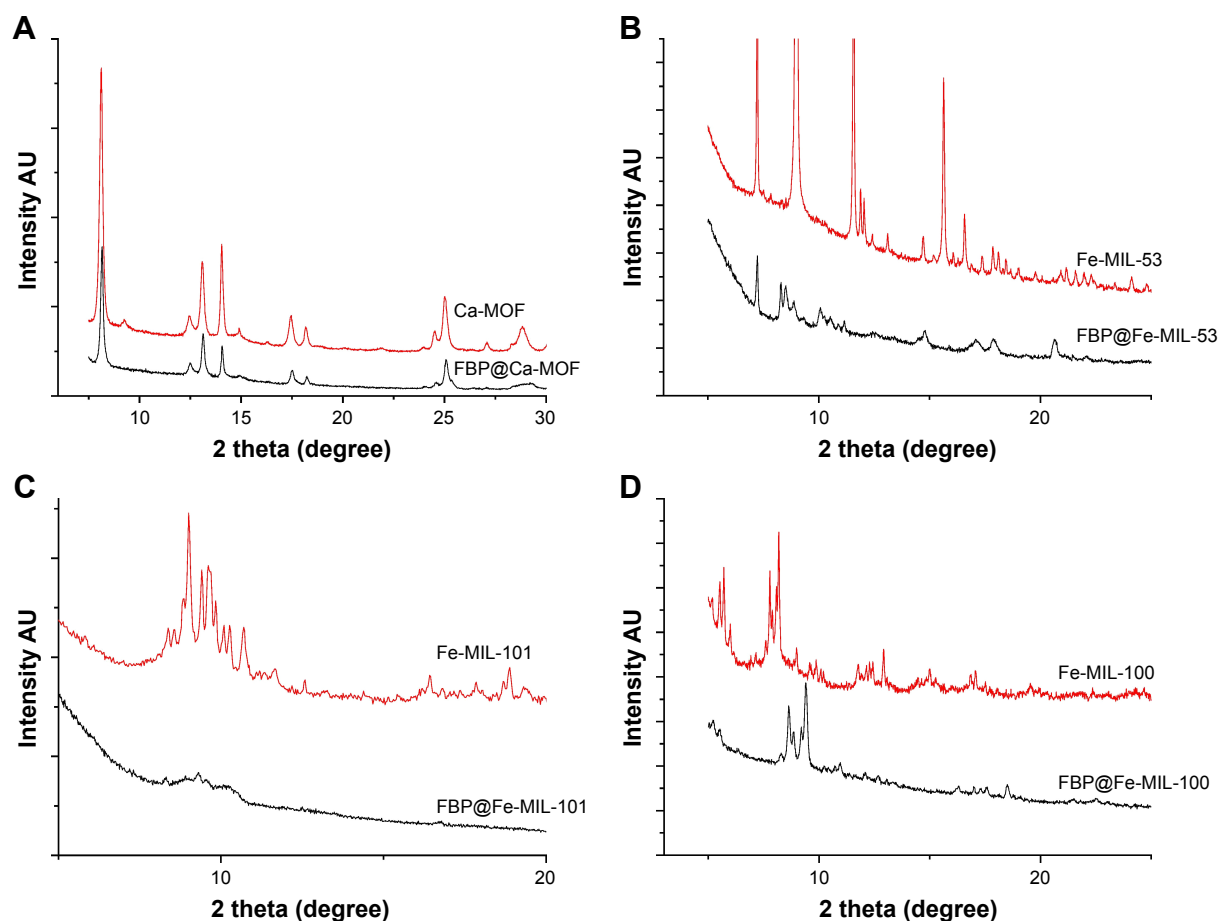 A
Intensity AU
Ca-MOF
FBP@Ca-MOF
10
15
20
25
30
2 theta (degree)
B
Intensity AU
Fe-MIL-53
FBP@Fe-MIL-53
10
20
2 theta (degree)
C
Intensity AU
Fe-MIL-101
FBP@Fe-MIL-101
10
20
2 theta (degree)
D
Intensity AU
Fe-MIL-100
FBP@Fe-MIL-100
10
20
2 theta (degree)